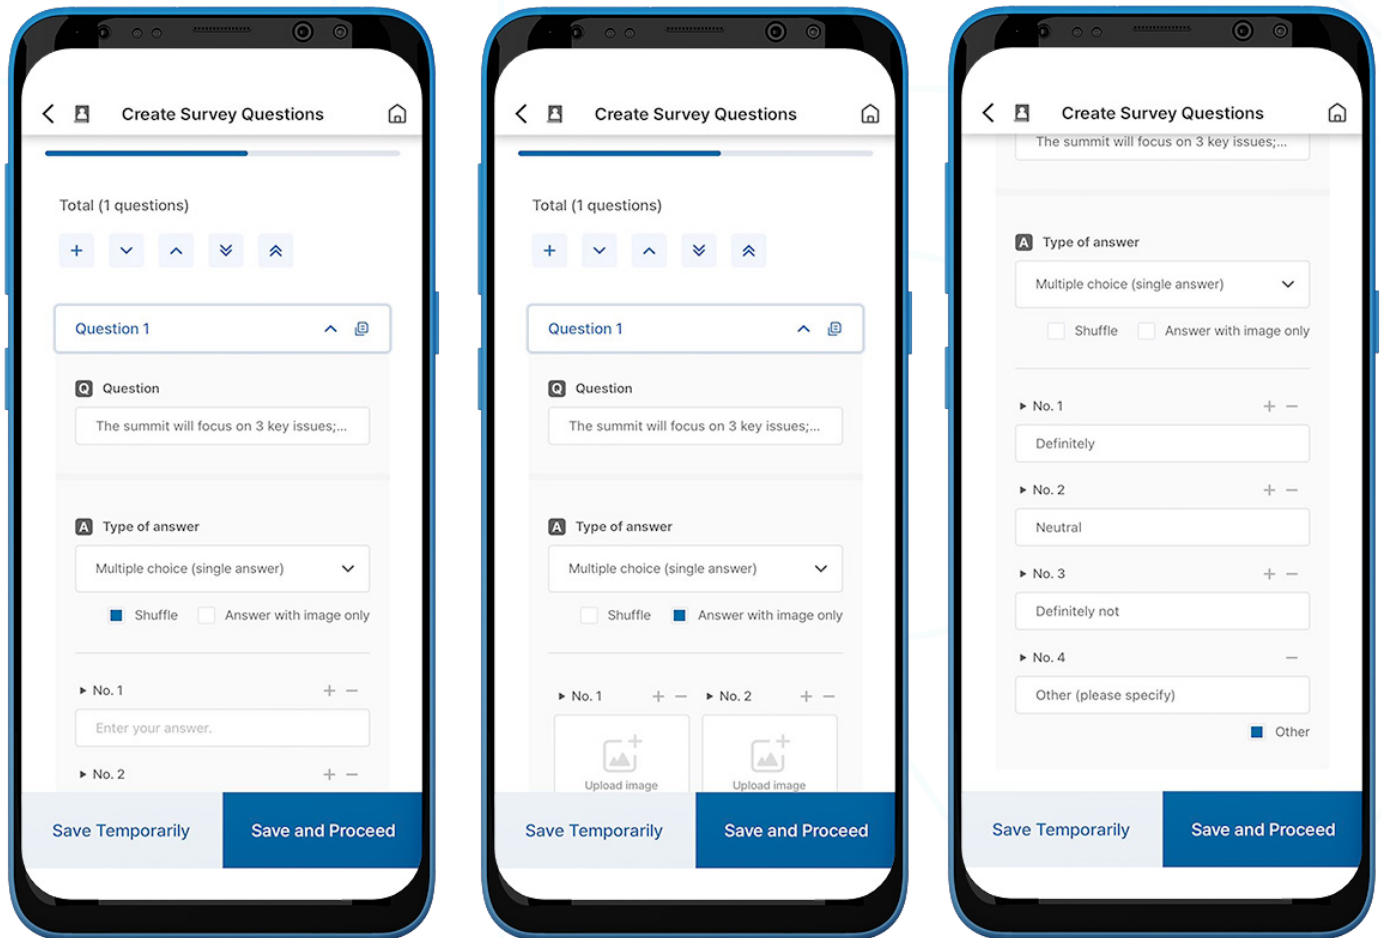 Create Survey Questions
Total (1 questions)
Question 1
Q Question
The summit will focus on 3 key issues;...
A Type of answer
Multiple choice (single answer)
Shuffle Answer with image only
No. 1
Enter your answer.
No. 2
Save Temporarily Save and Proceed
Create Survey Questions
Total (1 questions)
Question 1
Q Question
The summit will focus on 3 key issues;...
A Type of answer
Multiple choice (single answer)
Shuffle Answer with image only
No. 1 No. 2
Upload image Upload image
Save Temporarily Save and Proceed
Create Survey Questions
The summit will focus on 3 key issues;...
A Type of answer
Multiple choice (single answer)
Shuffle Answer with image only
No. 1
Definitely
No. 2
Neutral
No. 3
Definitely not
No. 4
Other (please specify)
Other
Save Temporarily Save and Proceed